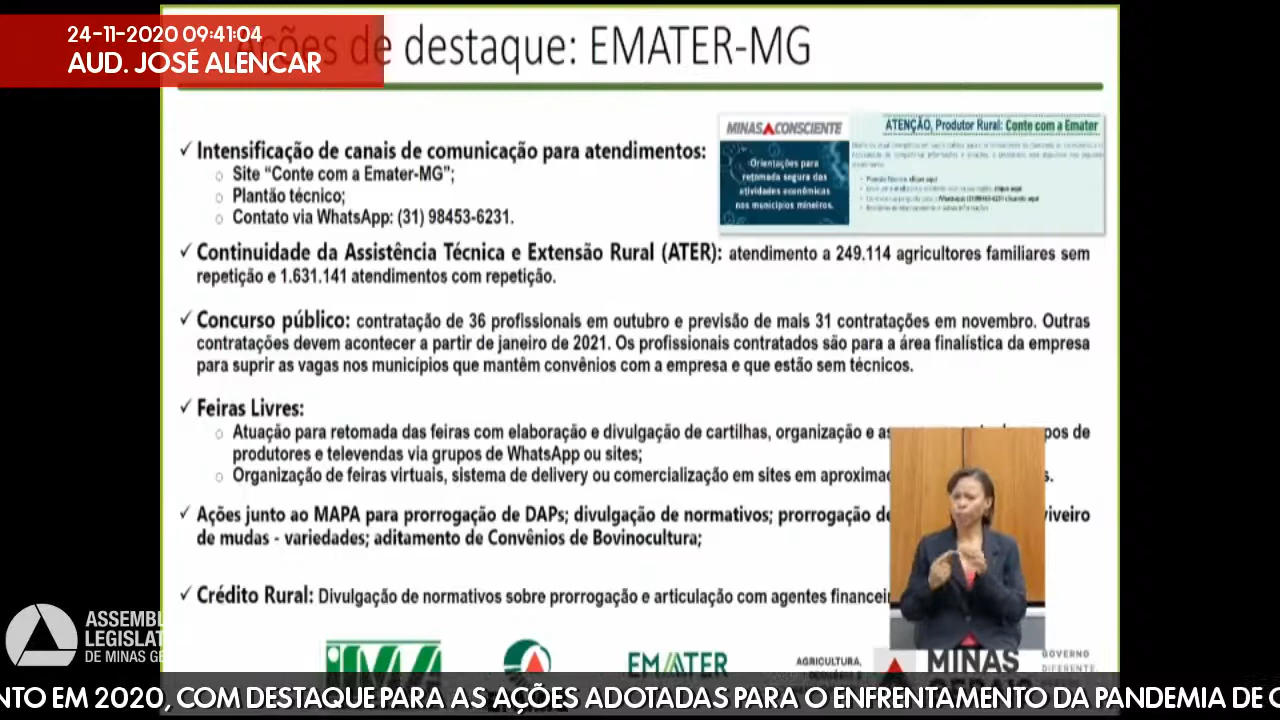 24-11-2020 09:41:04
AUD. JOSÉ ALENCAR
de destaque: EMATER-MG
MINAS CONSCIENTE
Orientações para
retomada segura das
atividades econômicas
nos municípios mineiros.
ATENÇÃO, Produtor Rural: Conte com a Emater
✓ Intensificação de canais de comunicação para atendimentos:
○ Site “Conte com a Emater-MG”;
○ Plantão técnico;
○ Contato via WhatsApp: (31) 98453-6231.
✓ Continuidade da Assistência Técnica e Extensão Rural (ATER): atendimento a 249.114 agricultores familiares sem
repetição e 1.631.141 atendimentos com repetição.
✓ Concurso público: contratação de 36 profissionais em outubro e previsão de mais 31 contratações em novembro. Outras
contratações devem acontecer a partir de janeiro de 2021. Os profissionais contratados são para a área finalística da empresa
para suprir as vagas nos municípios que mantêm convênios com a empresa e que estão sem técnicos.
✓ Feiras Livres:
○ Atuação para retomada das feiras com elaboração e divulgação de cartilhas, organização e
pos de
produtores e televendas via grupos de WhatsApp ou sites;
○ Organização de feiras virtuais, sistema de delivery ou comercialização em sites em aproxima
s.
✓ Ações junto ao MAPA para prorrogação de DAPs; divulgação de normativos; prorrogação de
viveiro
de mudas - variedades; aditamento de Convênios de Bovinocultura;
✓ Crédito Rural: Divulgação de normativos sobre prorrogação e articulação com agentes financei
ASSEMBL
LEGISLAT
DE MINAS GE
EMATER
AGRICULTURA,
MINAS
GERAIS
GOVERNO
DIFERENTE.
NTO EM 2020, COM DESTAQUE PARA AS AÇÕES ADOTADAS PARA O ENFRENTAMENTO DA PANDEMIA DE C